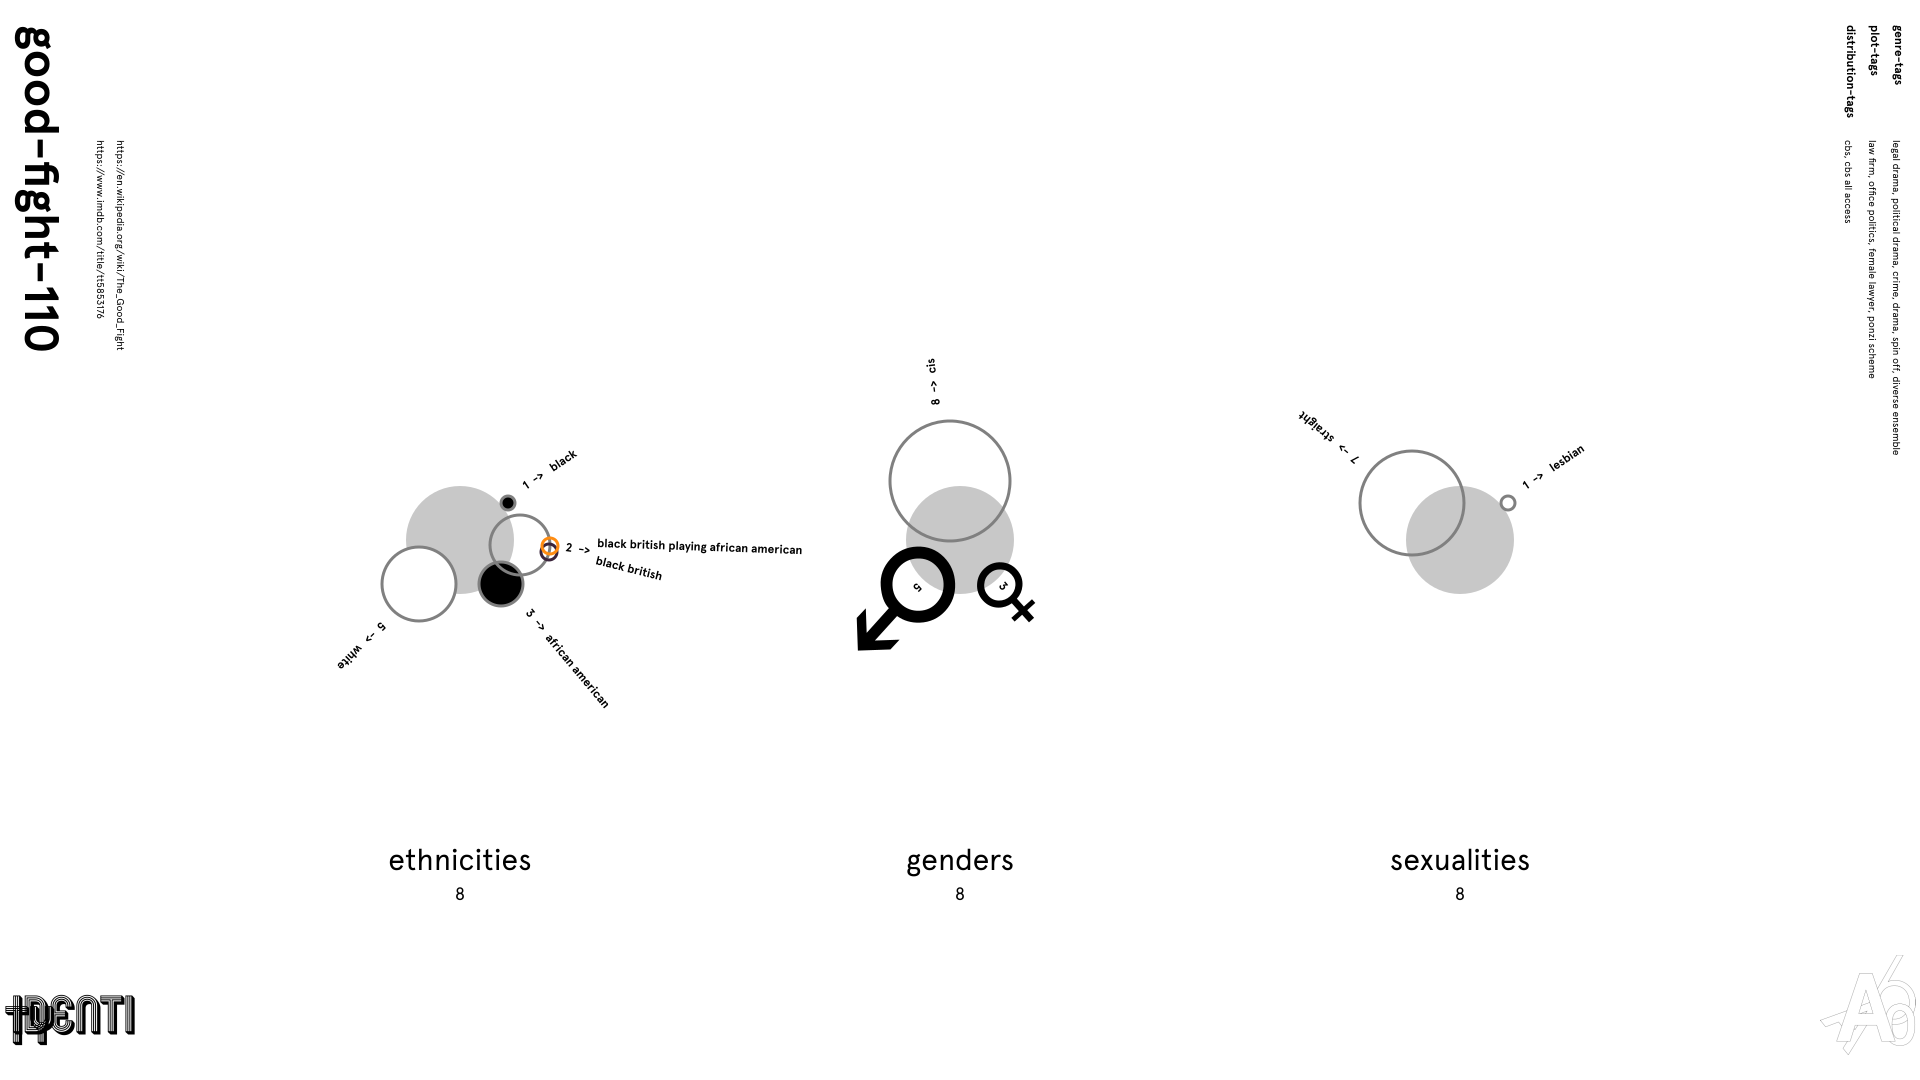 good-fight-110
https://en.wikipedia.org/wiki/The_Good_Fight
https://www.imdb.com/title/tt5853176
genre-tags
legal drama, political drama, crime, drama, spin off, diverse ensemble
plot-tags
law firm, office politics, female lawyer, ponzi scheme
distribution-tags
cbs, cbs all access
1 -> black
2 -> black british playing african american
black british
3 -> african american
5 -> white
ethnicities
8
8 -> cis
5
3
genders
8
7 -> straight
1 -> lesbian
sexualities
8
IDENTI